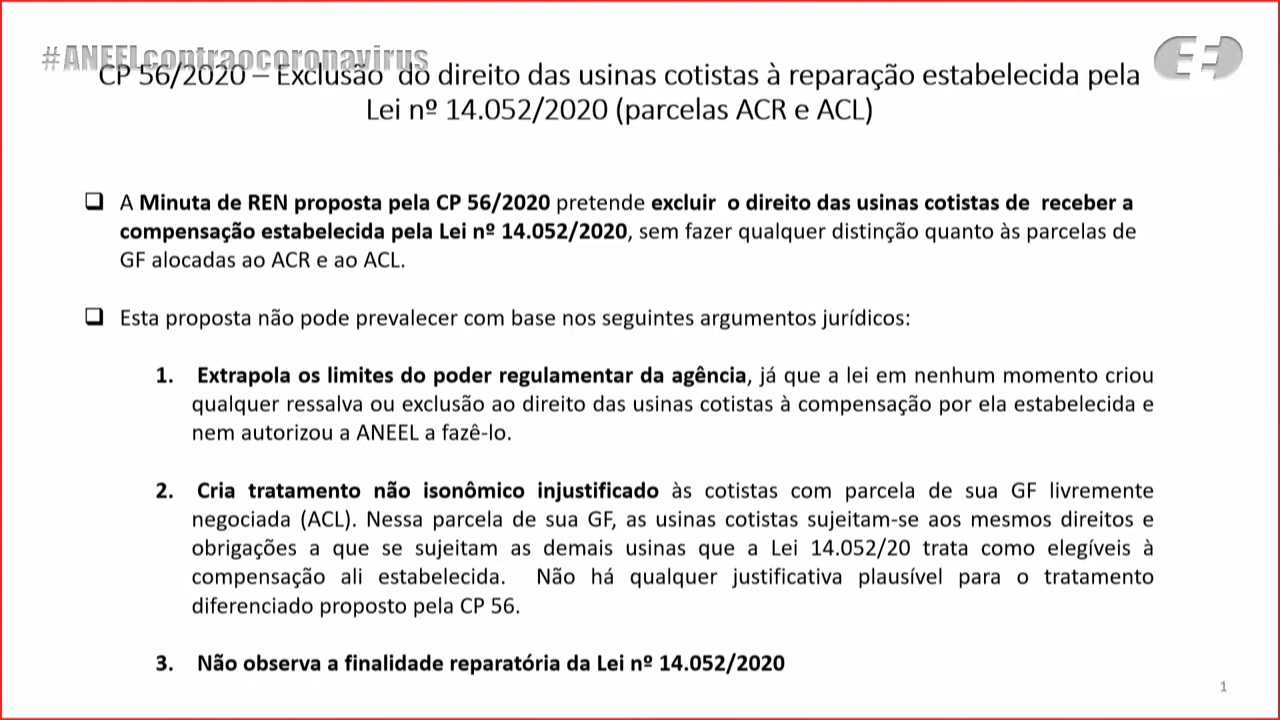 #ANEELcontraocoronavirus
CP 56/2020 – Exclusão do direito das usinas cotistas à reparação estabelecida pela
Lei nº 14.052/2020 (parcelas ACR e ACL)
A Minuta de REN proposta pela CP 56/2020 pretende excluir o direito das usinas cotistas de receber a
compensação estabelecida pela Lei nº 14.052/2020, sem fazer qualquer distinção quanto às parcelas de
GF alocadas ao ACR e ao ACL.
Esta proposta não pode prevalecer com base nos seguintes argumentos jurídicos:
1. Extrapola os limites do poder regulamentar da agência, já que a lei em nenhum momento criou
qualquer ressalva ou exclusão ao direito das usinas cotistas à compensação por ela estabelecida e
nem autorizou a ANEEL a fazê-lo.
2. Cria tratamento não isonômico injustificado às cotistas com parcela de sua GF livremente
negociada (ACL). Nessa parcela de sua GF, as usinas cotistas sujeitam-se aos mesmos direitos e
obrigações a que se sujeitam as demais usinas que a Lei 14.052/20 trata como elegíveis à
compensação ali estabelecida. Não há qualquer justificativa plausível para o tratamento
diferenciado proposto pela CP 56.
3. Não observa a finalidade reparatória da Lei nº 14.052/2020
1